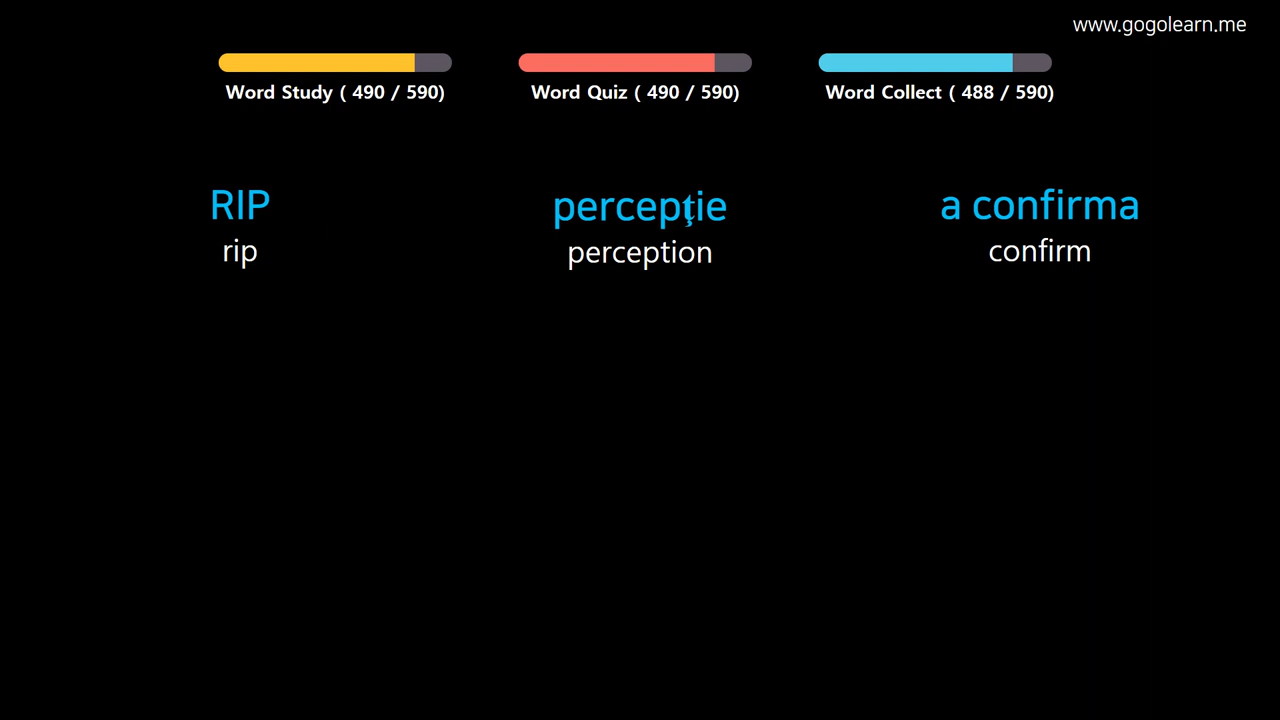 www.gogolearn.me
Word Study ( 490 / 590)
Word Quiz ( 490 / 590)
Word Collect ( 488 / 590)
RIP
rip
percepţie
perception
a confirma
confirm